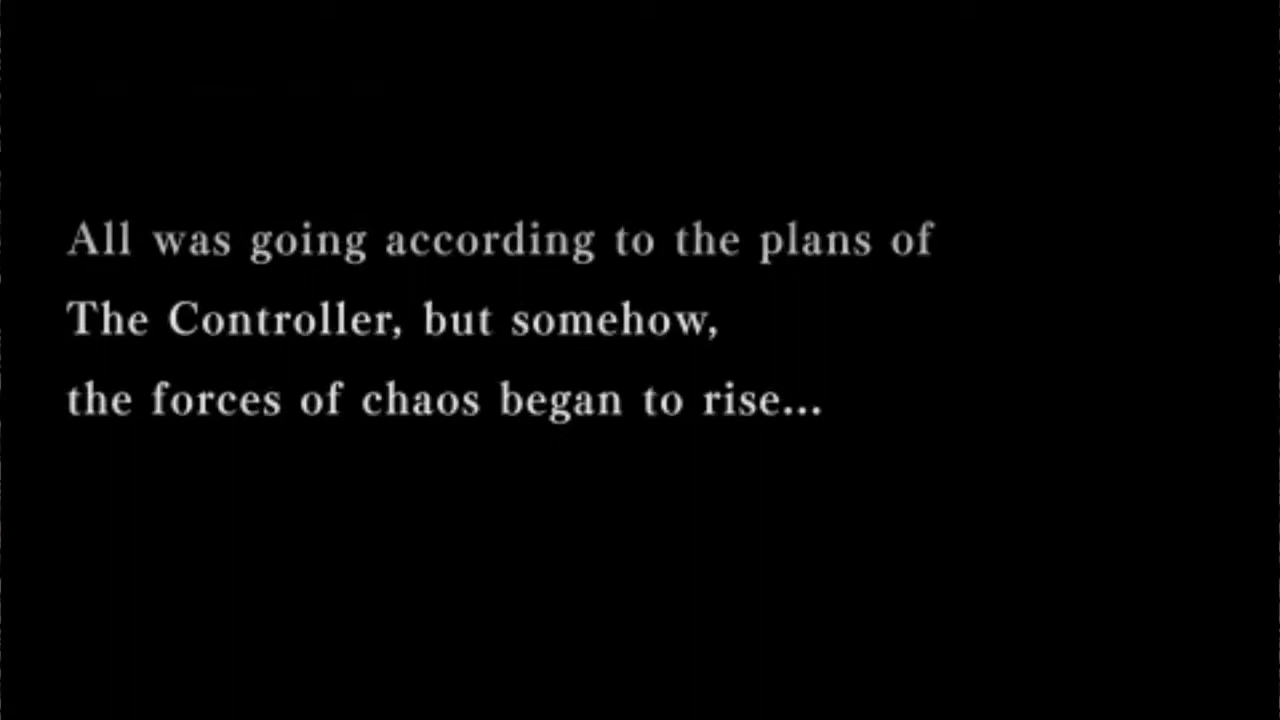 All was going according to the plans of
The Controller, but somehow,
the forces of chaos began to rise...